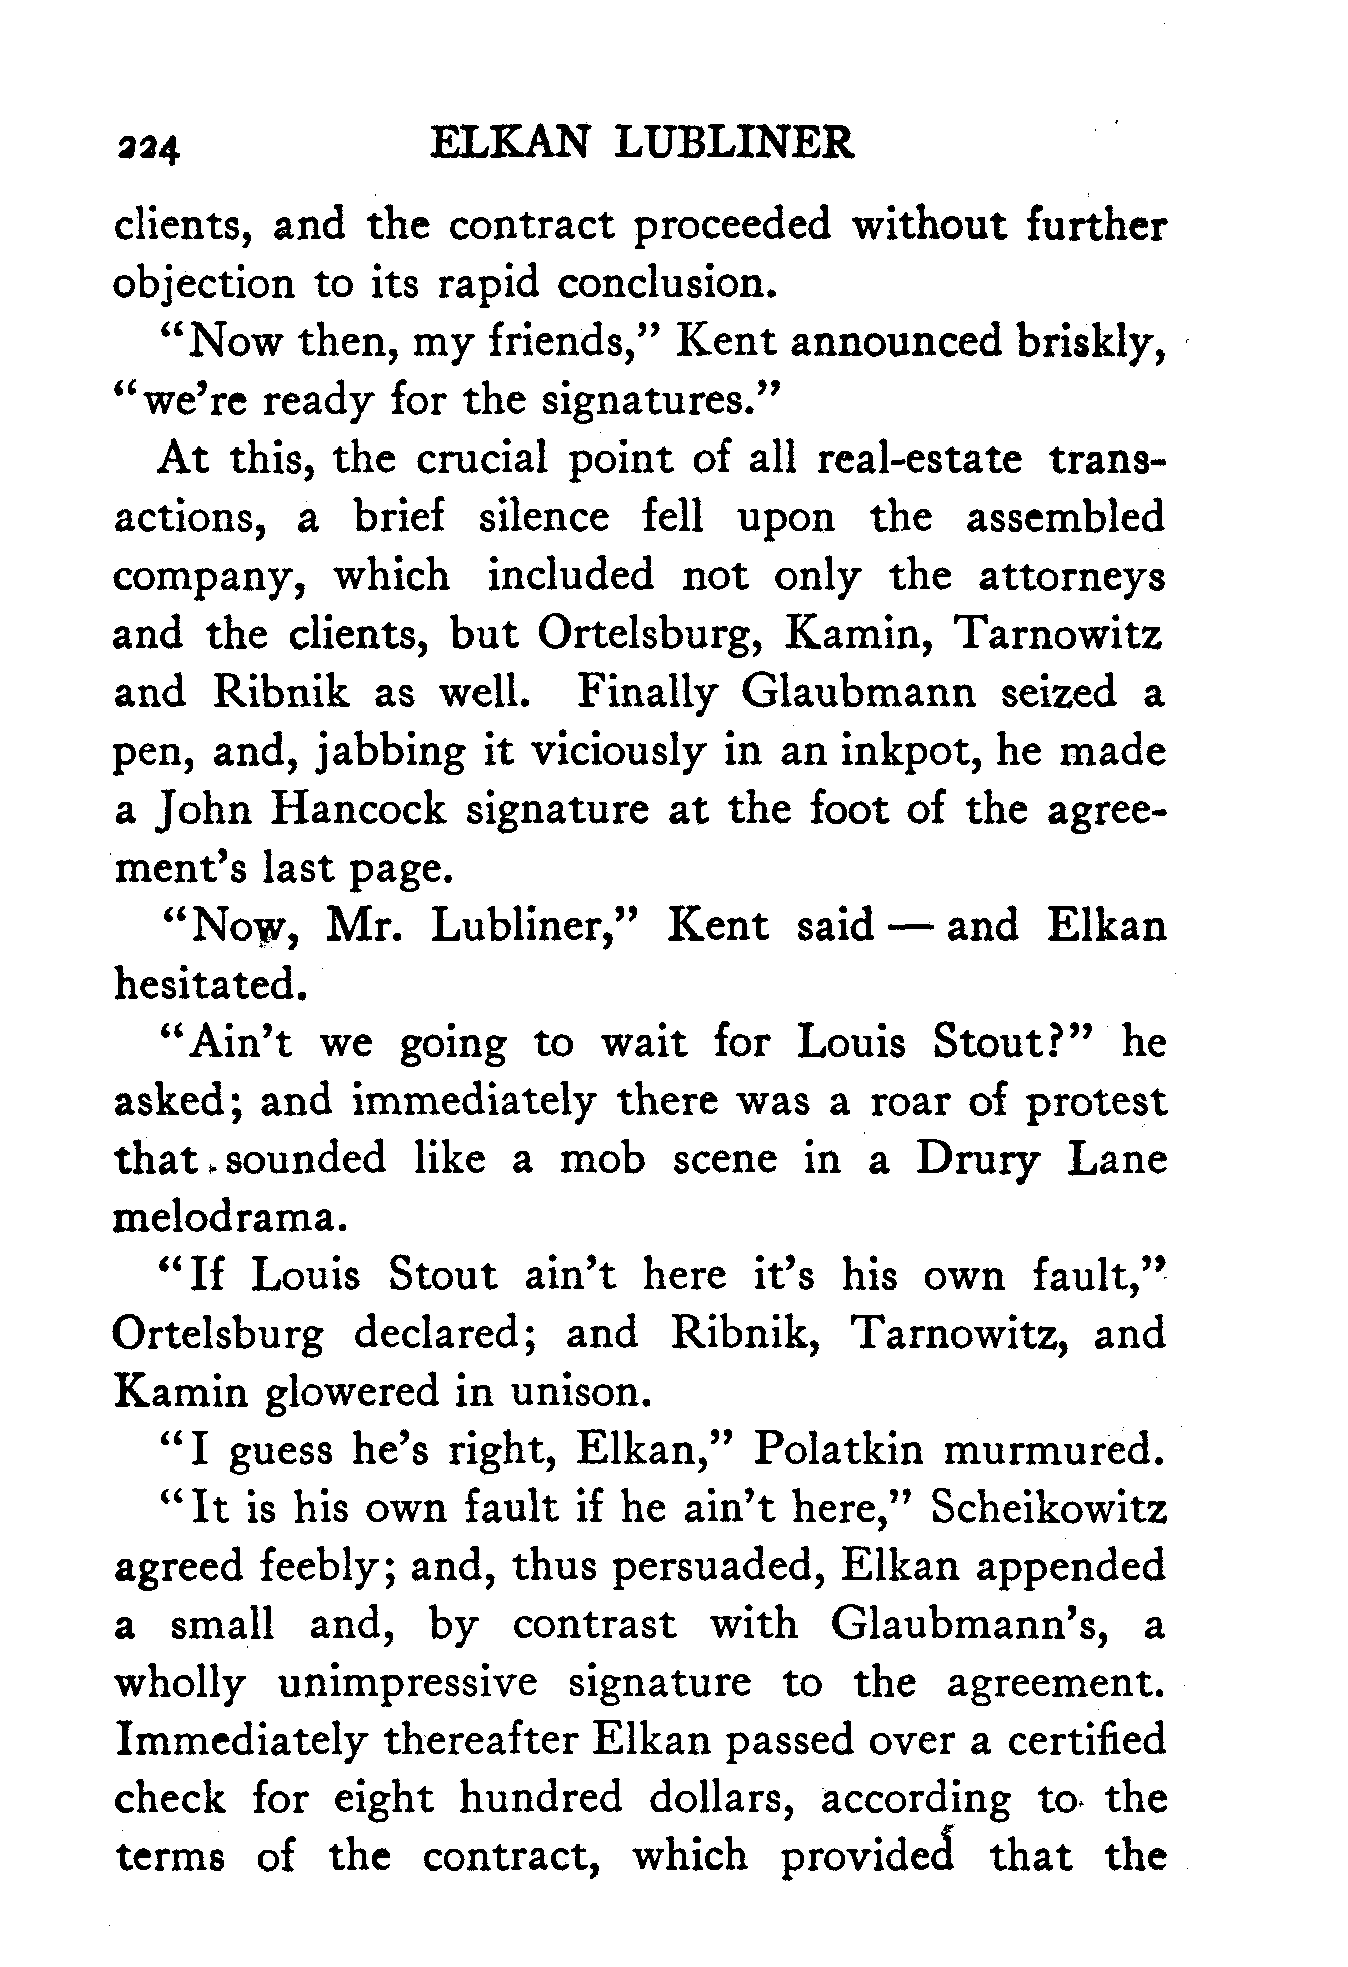 224 ELKAN LUBLINER
clients, and the contract proceeded without further
objection to its rapid conclusion.
“Now then, my friends,” Kent announced briskly,
“we’re ready for the signatures.”
At this, the crucial point of all real-estate trans-
actions, a brief silence fell upon the assembled
company, which included not only the attorneys
and the clients, but Ortelsburg, Kamin, Tarnowitz
and Ribnik as well. Finally Glaubmann seized a
pen, and, jabbing it viciously in an inkpot, he made
a John Hancock signature at the foot of the agree-
ment’s last page.
“Now, Mr. Lubliner,” Kent said — and Elkan
hesitated.
“Ain’t we going to wait for Louis Stout?” he
asked; and immediately there was a roar of protest
that sounded like a mob scene in a Drury Lane
melodrama.
“If Louis Stout ain’t here it’s his own fault,”
Ortelsburg declared; and Ribnik, Tarnowitz, and
Kamin glowered in unison.
“I guess he’s right, Elkan,” Polatkin murmured.
“It is his own fault if he ain’t here,” Scheikowitz
agreed feebly; and, thus persuaded, Elkan appended
a small and, by contrast with Glaubmann’s, a
wholly unimpressive signature to the agreement.
Immediately thereafter Elkan passed over a certified
check for eight hundred dollars, according to the
terms of the contract, which provided that the